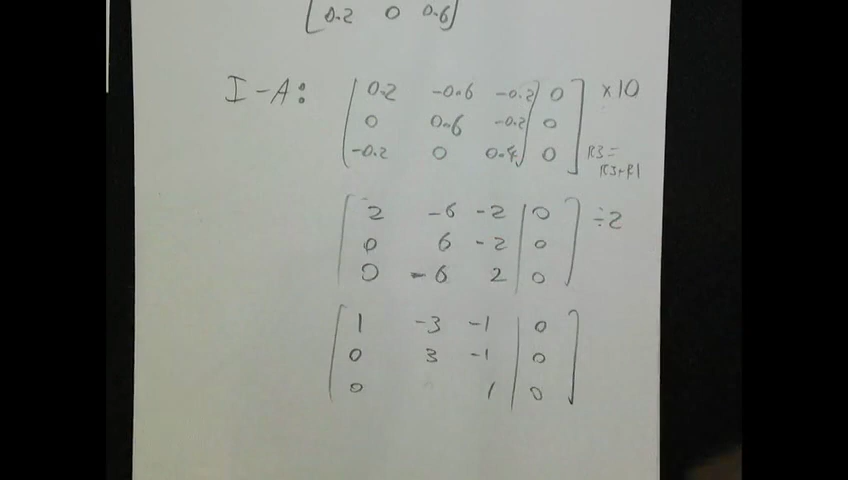 0.2 0 0.6
I-A: 0.2 -0.6 -0.2 0 ×10
0 0.6 -0.2 0
-0.2 0 0.4 0 R3=
R3+R1
2 -6 -2 0 ÷2
0 6 -2 0
0 -6 2 0
1 -3 -1 0
0 3 -1 0
0 1 0